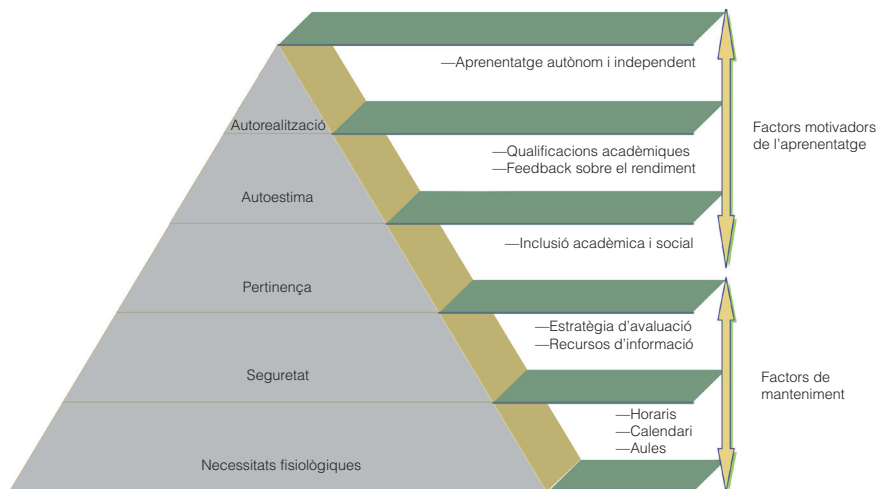 —Aprenentatge autònom i independent
Autorealització
Factors motivadors
de l’aprenentatge
—Qualificacions acadèmiques
—Feedback sobre el rendiment
Autoestima
—Inclusió acadèmica i social
Pertinença
—Estratègia d’avaluació
—Recursos d’informació
Seguretat
Factors de
manteniment
—Horaris
—Calendari
—Aules
Necessitats fisiològiques